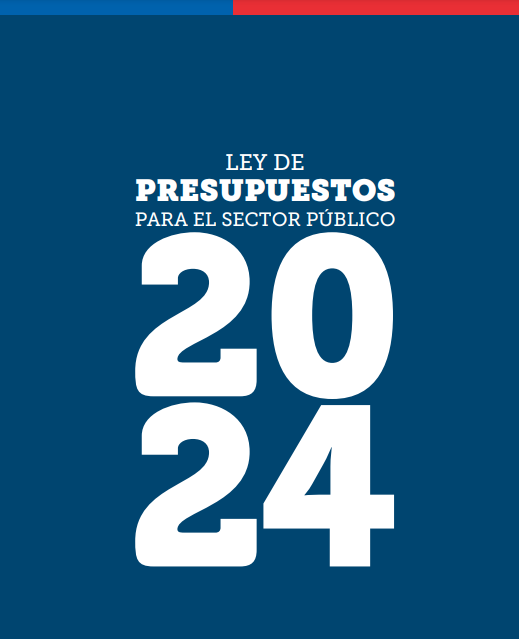 LEY DE
PRESUPUESTOS
PARA EL SECTOR PÚBLICO
20
24